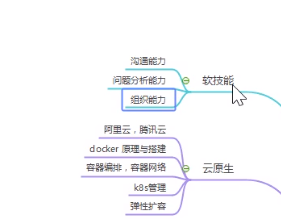 沟通能力
问题分析能力
软技能
组织能力
阿里云，腾讯云
docker 原理与搭建
容器编排，容器网络
云原生
k8s管理
弹性扩容